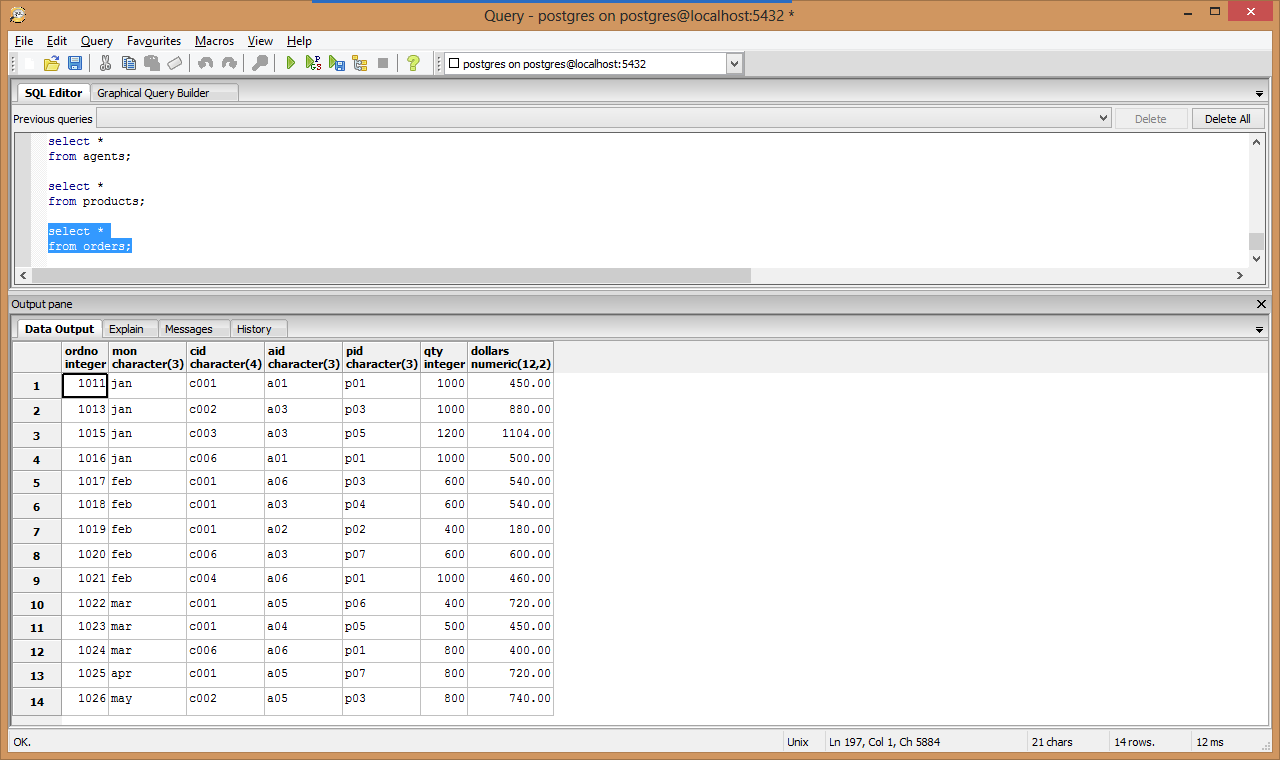 Query - postgres on postgres@localhost:5432 *
File Edit Query Favourites Macros View Help
postgres on postgres@localhost:5432
SQL Editor Graphical Query Builder
Previous queries Delete Delete All
select *
from agents;
select *
from products;
select *
from orders;
Output pane
Data Output Explain Messages History
ordno mon cid aid pid qty dollars
integer character(3) character(4) character(3) character(3) integer numeric(12,2)
1 1011 jan c001 a01 p01 1000 450.00
2 1013 jan c002 a03 p03 1000 880.00
3 1015 jan c003 a03 p05 1200 1104.00
4 1016 jan c006 a01 p01 1000 500.00
5 1017 feb c001 a06 p03 600 540.00
6 1018 feb c001 a03 p04 600 540.00
7 1019 feb c001 a02 p02 400 180.00
8 1020 feb c006 a03 p07 600 600.00
9 1021 feb c004 a06 p01 1000 460.00
10 1022 mar c001 a05 p06 400 720.00
11 1023 mar c001 a04 p05 500 450.00
12 1024 mar c006 a06 p01 800 400.00
13 1025 apr c001 a05 p07 800 720.00
14 1026 may c002 a05 p03 800 740.00
OK. Unix Ln 197, Col 1, Ch 5884 21 chars 14 rows. 12 ms